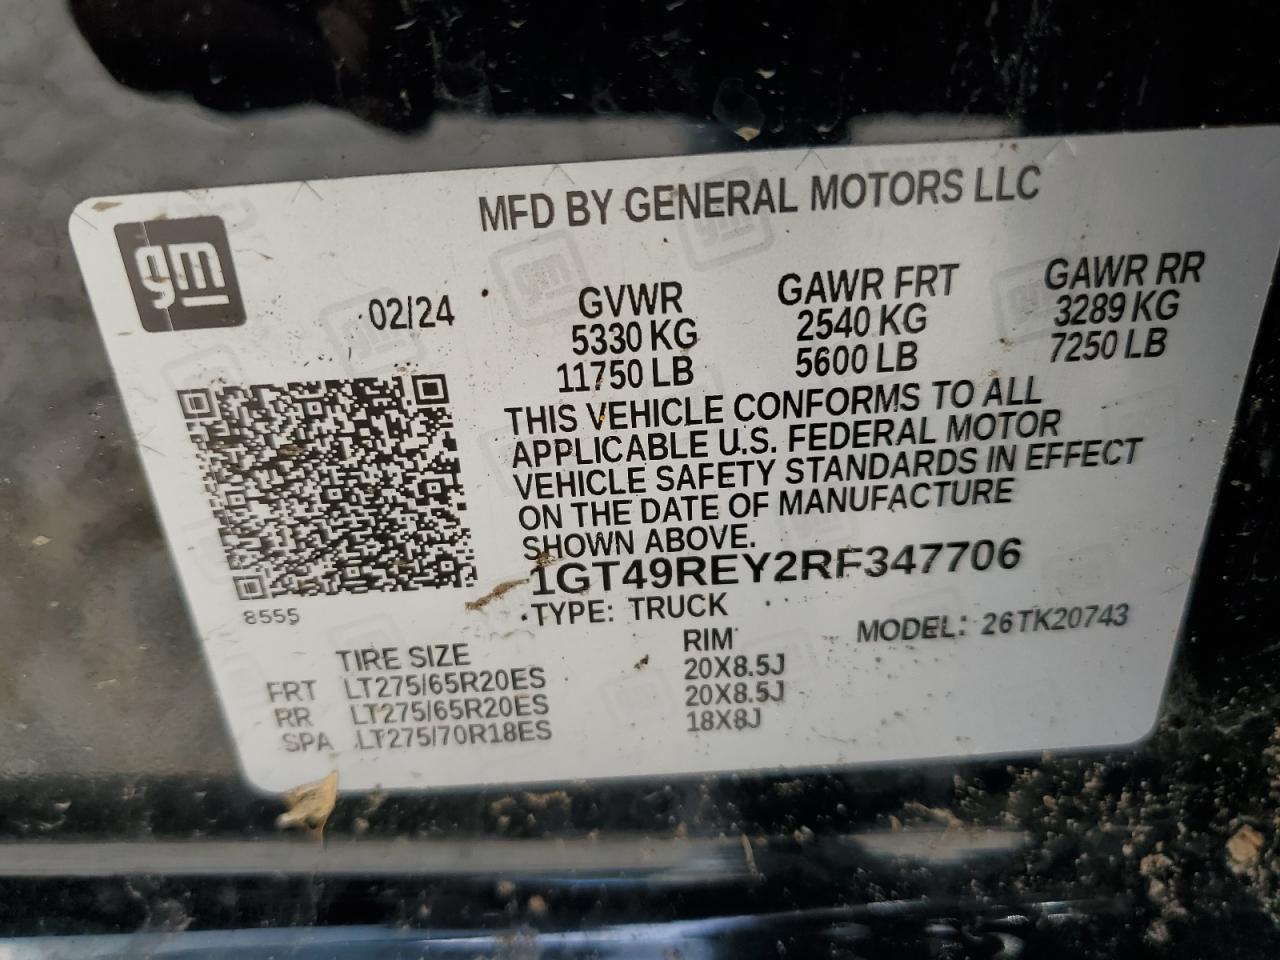 gm
MFD BY GENERAL MOTORS LLC
02/24
GVWR GAWR FRT GAWR RR
5330 KG 2540 KG 3289 KG
11750 LB 5600 LB 7250 LB
THIS VEHICLE CONFORMS TO ALL
APPLICABLE U.S. FEDERAL MOTOR
VEHICLE SAFETY STANDARDS IN EFFECT
ON THE DATE OF MANUFACTURE
SHOWN ABOVE.
1GT49REY2RF347706
8555
TYPE: TRUCK MODEL: 26TK20743
TIRE SIZE RIM
FRT LT275/65R20ES 20X8.5J
RR LT275/65R20ES 20X8.5J
SPA LT275/70R18ES 18X8J